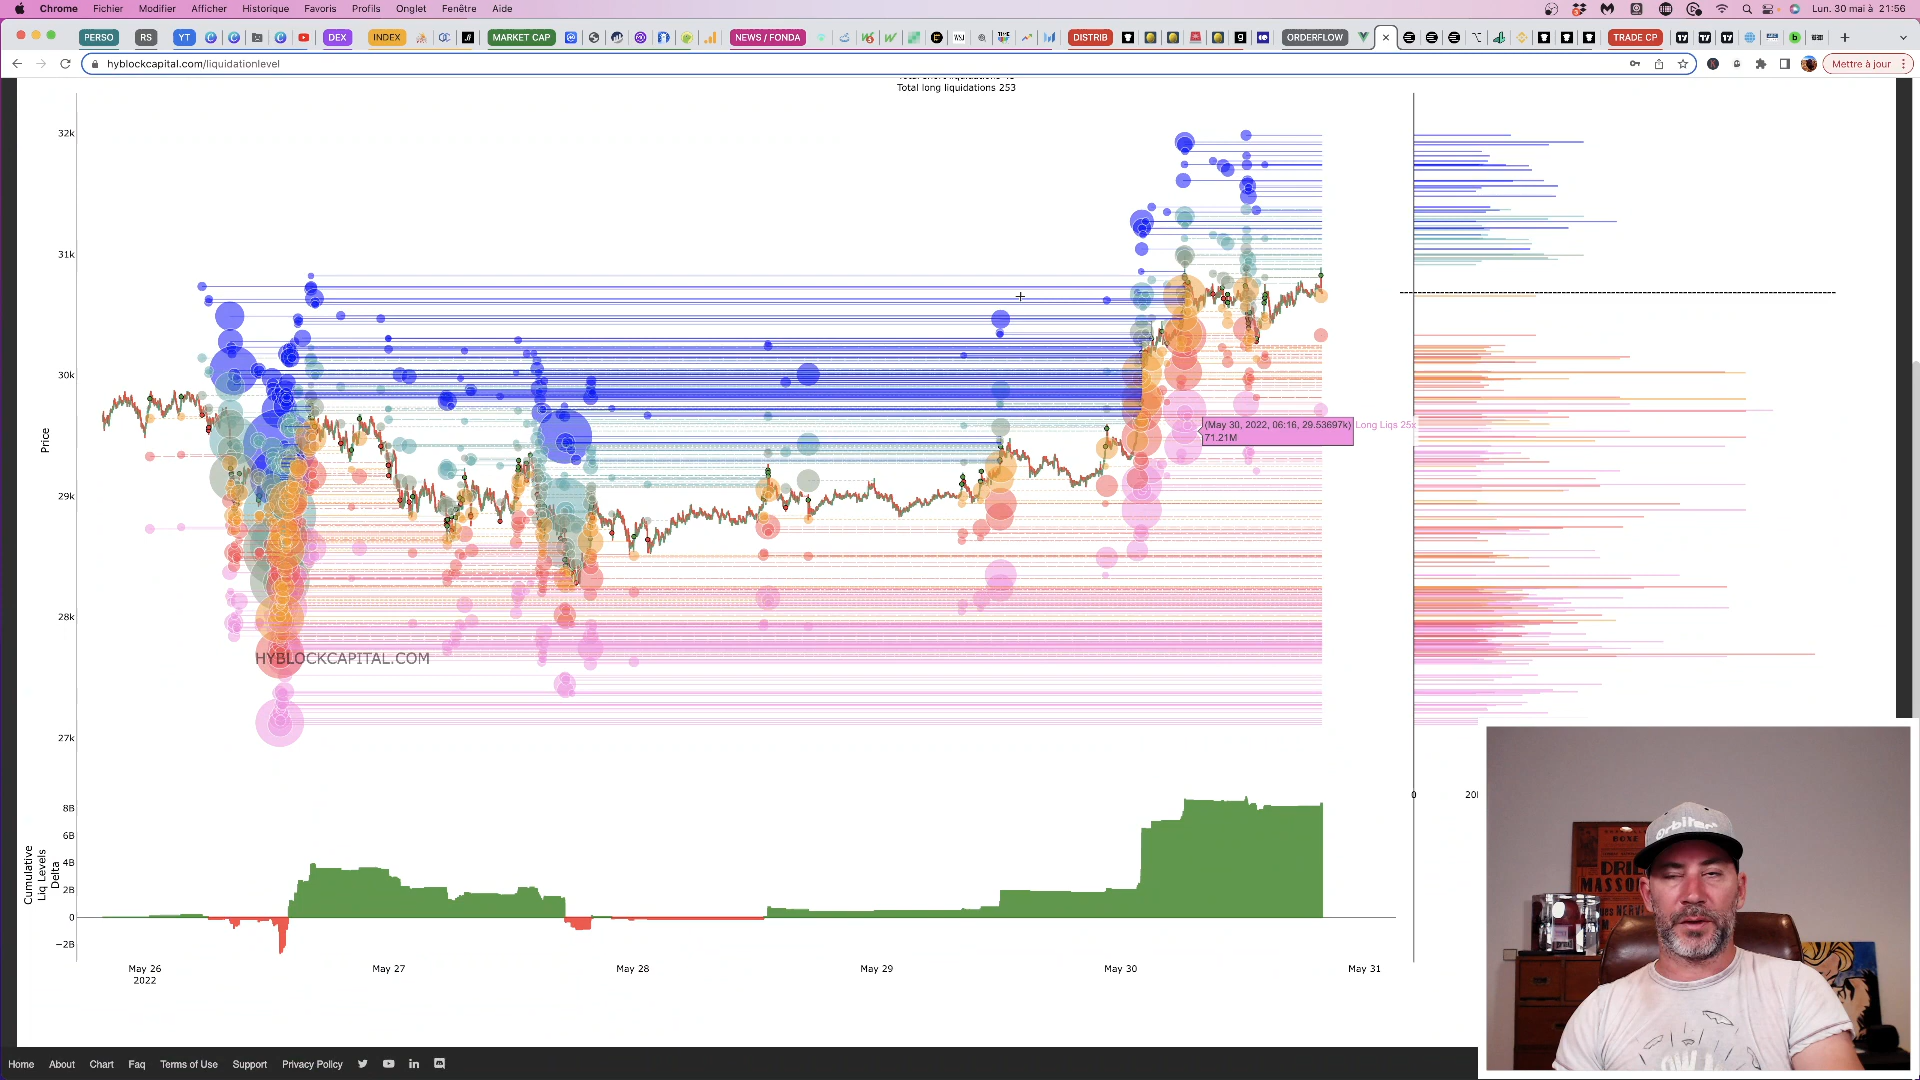 Chrome Fichier Modifier Afficher Historique Favoris Profils Onglet Fenêtre Aide Lun. 30 mai à 21:56
PERSO RS YT DEX INDEX MARKET CAP NEWS / FONDA DISTRIB ORDERFLOW TRADE CP
hyblockcapital.com/liquidationlevel Mettre à jour
Total long liquidations 253
32k
31k
30k
29k
28k
27k
Price
(May 30, 2022, 06:16, 29.53697k) Long Liqs 25x
71.21M
HYBLOCKCAPITAL.COM
0
8B
6B
4B
2B
0
−2B
Cumulative
Liq Levels
Delta
May 26
2022
May 27
May 28
May 29
May 30
May 31
Orbiter
BOXE
MASSO
Home About Chart Faq Terms of Use Support Privacy Policy